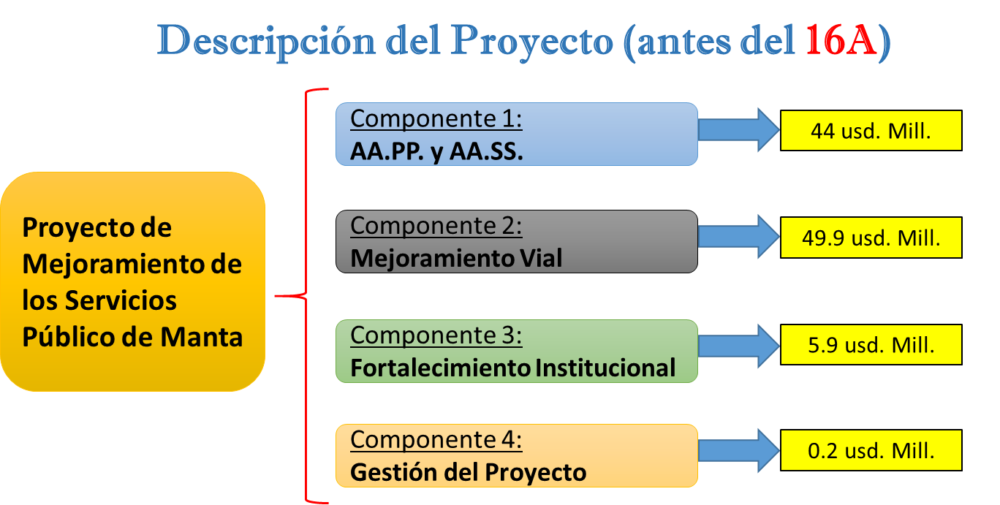 Descripción del Proyecto (antes del 16A)
Proyecto de
Mejoramiento de
los Servicios
Público de Manta
Componente 1:
AA.PP. y AA.SS.
44 usd. Mill.
Componente 2:
Mejoramiento Vial
49.9 usd. Mill.
Componente 3:
Fortalecimiento Institucional
5.9 usd. Mill.
Componente 4:
Gestión del Proyecto
0.2 usd. Mill.